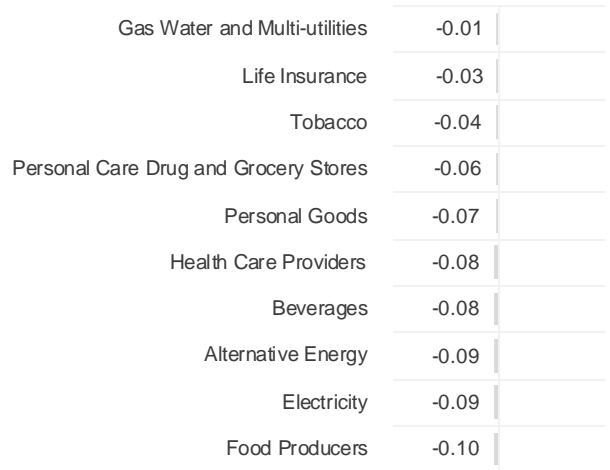 Gas Water and Multi-utilities -0.01
Life Insurance -0.03
Tobacco -0.04
Personal Care Drug and Grocery Stores -0.06
Personal Goods -0.07
Health Care Providers -0.08
Beverages -0.08
Alternative Energy -0.09
Electricity -0.09
Food Producers -0.10